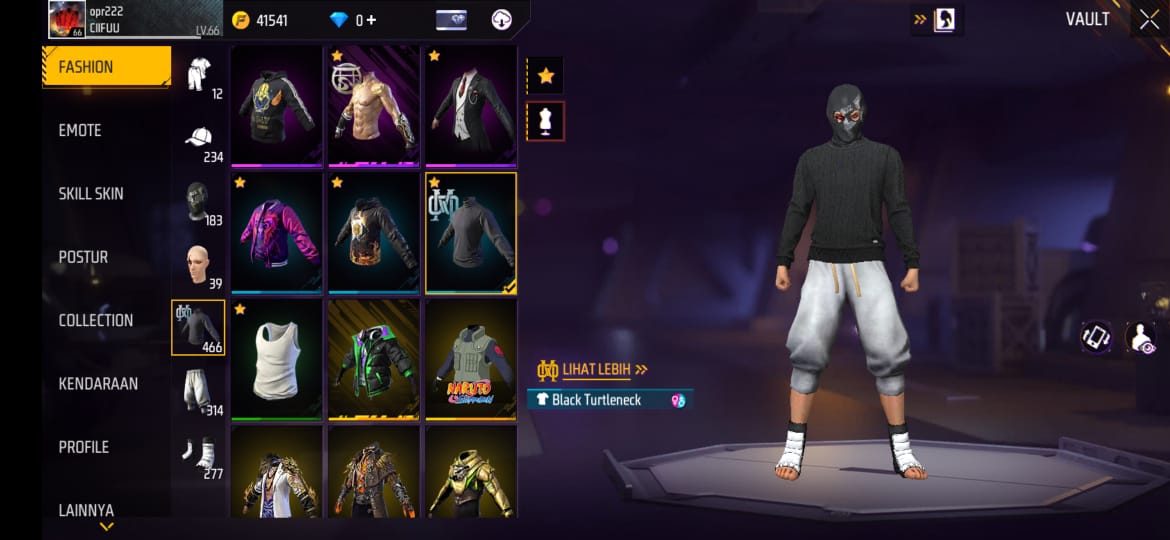 opr222
CIIFUU
66
LV.66
41541
0+
VAULT
FASHION
EMOTE
SKILL SKIN
POSTUR
COLLECTION
KENDARAAN
PROFILE
LAINNYA
12
234
183
39
466
314
277
NARUTO
SHIPPUDEN
LIHAT LEBIH
Black Turtleneck